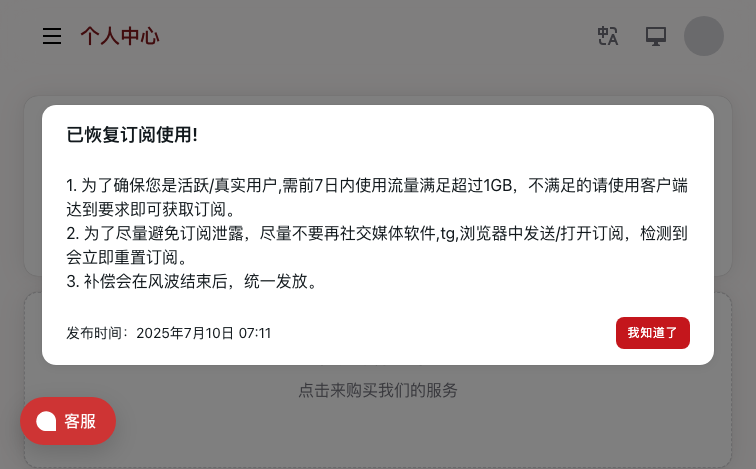 个人中心
已恢复订阅使用!
1. 为了确保您是活跃/真实用户,需前7日内使用流量满足超过1GB，不满足的请使用客户端
达到要求即可获取订阅。
2. 为了尽量避免订阅泄露，尽量不要再社交媒体软件,tg,浏览器中发送/打开订阅，检测到
会立即重置订阅。
3. 补偿会在风波结束后，统一发放。
发布时间：2025年7月10日 07:11
我知道了
点击来购买我们的服务
客服